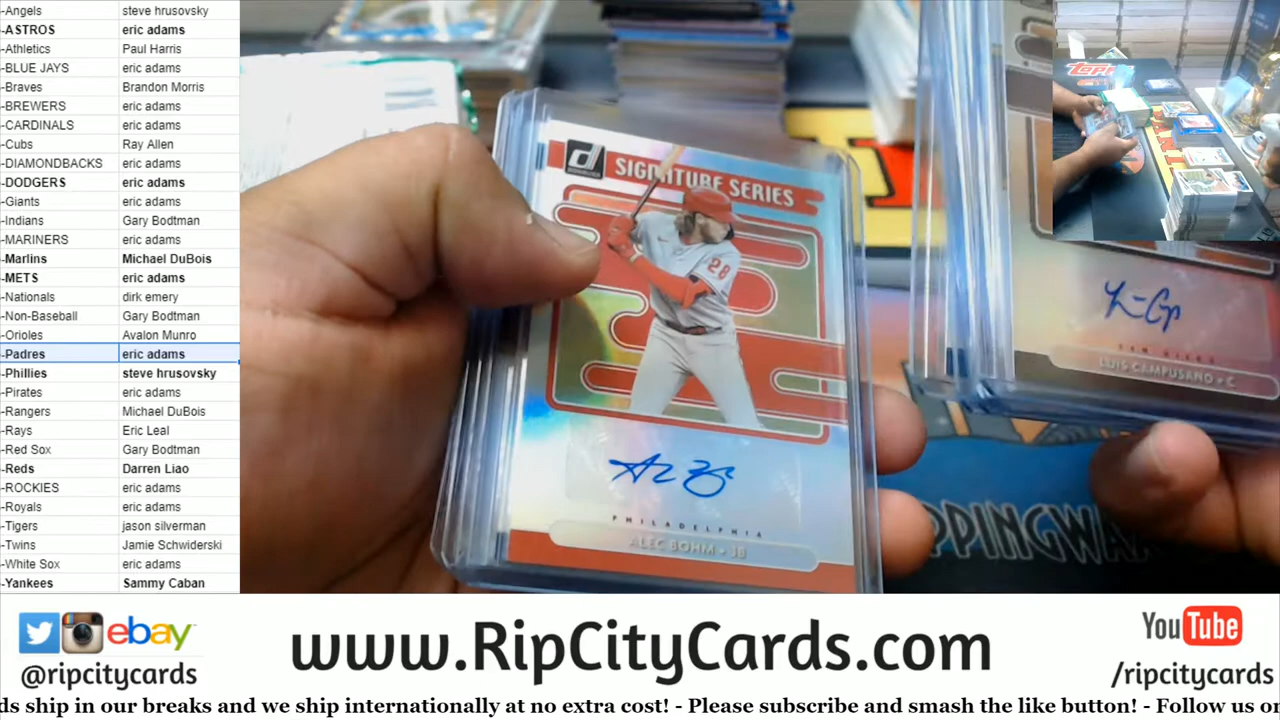 -Angels steve hrusovsky
-ASTROS eric adams
-Athletics Paul Harris
-BLUE JAYS eric adams
-Braves Brandon Morris
-BREWERS eric adams
-CARDINALS eric adams
-Cubs Ray Allen
-DIAMONDBACKS eric adams
-DODGERS eric adams
-Giants eric adams
-Indians Gary Bodtman
-MARINERS eric adams
-Marlins Michael DuBois
-METS eric adams
-Nationals dirk emery
-Non-Baseball Gary Bodtman
-Orioles Avalon Munro
-Padres eric adams
-Phillies steve hrusovsky
-Pirates eric adams
-Rangers Michael DuBois
-Rays Eric Leal
-Red Sox Gary Bodtman
-Reds Darren Liao
-ROCKIES eric adams
-Royals eric adams
-Tigers jason silverman
-Twins Jamie Schwiderski
-White Sox eric adams
-Yankees Sammy Caban
d
SIGNATURE SERIES
28
PHILADELPHIA
ALEC BOHM • 3B
SAN DIEGO
LUIS CAMPUSANO • C
topps
ebay
@ripcitycards
www.RipCityCards.com
YouTube
/ripcitycards
ds ship in our breaks and we ship internationally at no extra cost! - Please subscribe and smash the like button! - Follow us on